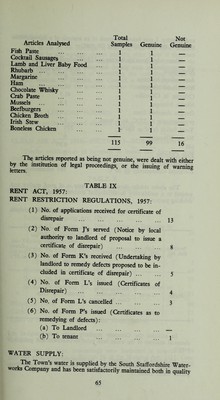 Total Not
Articles Analysed Samples Genuine Genuine
Fish Paste ... ... ... 1 1 —
Cocktail Sausages ... ... 1 1 —
Lamb and Liver Baby Food ... 1 1 —
Rhubarb ... ... ... ... 1 1 —
Margarine ... ... ... 1 1 —
Ham ... ... ... ... 1 1 —
Chocolate Whisky ... ... 1 1 —
Crab Paste ... ... ... 1 1 —
Mussels ... ... ... ... 1 1 —
Beefburgers ... ... ... 1 1 —
Chicken Broth ... ... ... 1 1 —
Irish Stew ... ... ... 1 1 —
Boneless Chicken ... ... 1 1 —
115 99 16
The articles reported as being not genuine, were dealt with either
by the institution of legal proceedings, or the issuing of warning
letters.
TABLE IX
RENT ACT, 1957:
RENT RESTRICTION REGULATIONS, 1957:
(1) No. of applications received for certificate of
disrepair ... ... ... ... ... 13
(2) No. of Form J's served (Notice by local
authority to landlord of proposal to issue a
certificate of disrepair) ... ... ... 8
(3) No. of Form K's received (Undertaking by
landlord to remedy defects proposed to be in-
cluded in certificate of disrepair) ... ... 5
(4) No. of Form L's issued (Certificates of
Disrepair) ... ... ... ... ... 4
(5) No. of Form L's cancelled ... ... ... 3
(6) No. of Form P's issued (Certificates as to
remedying of defects):
(a) To Landlord ... ... ... ... —
(b) To tenant ... ... ... ... 1
WATER SUPPLY:
The Town's water is supplied by the South Staffordshire Water-
works Company and has been satisfactorily maintained both in quality
65